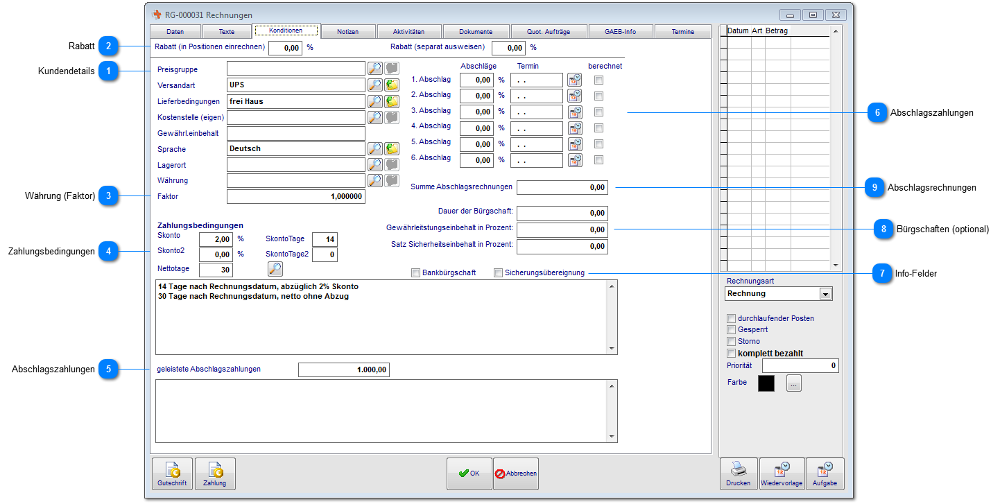 RG-000031 Rechnungen
Daten Texte Konditionen Notizen Aktivitäten Dokumente Quot. Aufträge GAEB-Info Termine
Rabatt 2
Rabatt (in Positionen einrechnen) 0,00 % Rabatt (separat ausweisen) 0,00 %
Kundendetails 1
Preisgruppe
Versandart UPS
Lieferbedingungen frei Haus
Kostenstelle (eigen)
Gewährl.einbehalt
Sprache Deutsch
Lagerort
Währung
Währung (Faktor) 3
Faktor 1,000000
Abschläge Termin berechnet
1. Abschlag 0,00 % . .
2. Abschlag 0,00 % . .
3. Abschlag 0,00 % . .
4. Abschlag 0,00 % . .
5. Abschlag 0,00 % . .
6. Abschlag 0,00 % . .
6 Abschlagszahlungen
Summe Abschlagsrechnungen 0,00
9 Abschlagsrechnungen
Dauer der Bürgschaft: 0,00
Gewährleitstungseinbehalt in Prozent: 0,00
Satz Sicherheitseinbehalt in Prozent: 0,00
8 Bürgschaften (optional)
Zahlungsbedingungen 4
Zahlungsbedingungen
Skonto 2,00 % SkontoTage 14
Skonto2 0,00 % SkontoTage2 0
Nettotage 30
Bankbürgschaft Sicherungsübereignung
7 Info-Felder
14 Tage nach Rechnungsdatum, abzüglich 2% Skonto
30 Tage nach Rechnungsdatum, netto ohne Abzug
Abschlagszahlungen 5
geleistete Abschlagszahlungen 1.000,00
Datum Art Betrag
Rechnungsart
Rechnung
durchlaufender Posten
Gesperrt
Storno
komplett bezahlt
Priorität 0
Farbe ...
Gutschrift Zahlung OK Abbrechen Drucken Wiedervorlage Aufgabe